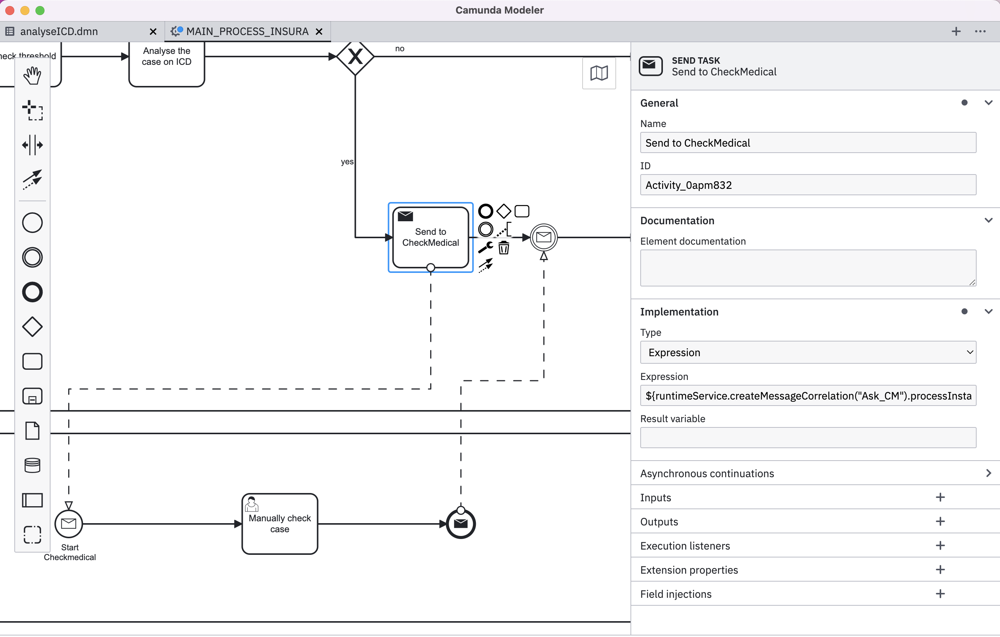 Camunda Modeler
analyseICD.dmn
MAIN_PROCESS_INSURA
threshold
Analyse the
case on ICD
no
yes
Send to
CheckMedical
Manually check
case
Start
Checkmedical
SEND TASK
Send to CheckMedical
General
Name
Send to CheckMedical
ID
Activity_0apm832
Documentation
Element documentation
Implementation
Type
Expression
Expression
${runtimeService.createMessageCorrelation("Ask_CM").processInsta
Result variable
Asynchronous continuations
Inputs
Outputs
Execution listeners
Extension properties
Field injections